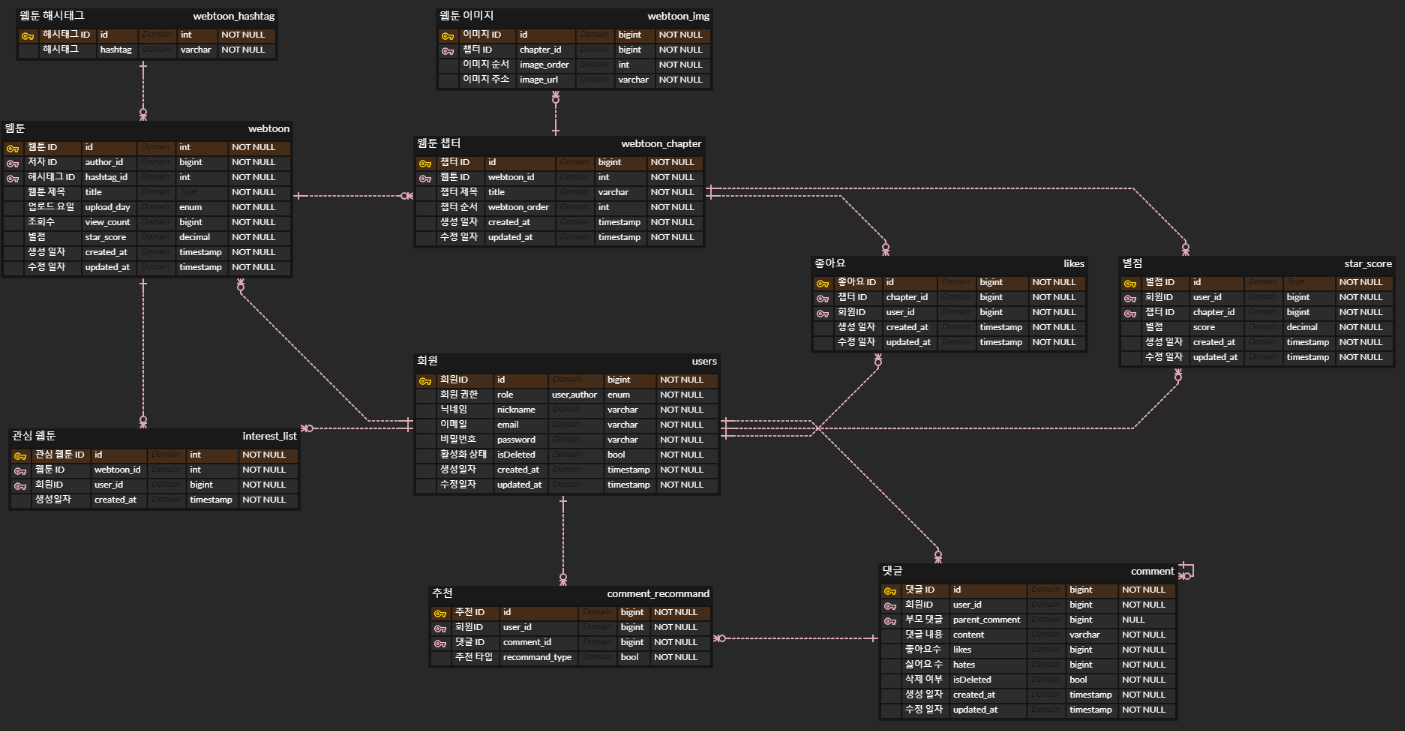 웹툰 해시태그 webtoon_hashtag
해시태그 ID id Domain int NOT NULL
해시태그 hashtag Domain varchar NOT NULL
웹툰 이미지 webtoon_img
이미지 ID id Domain bigint NOT NULL
챕터 ID chapter_id Domain bigint NOT NULL
이미지 순서 image_order Domain int NOT NULL
이미지 주소 image_url Domain varchar NOT NULL
웹툰 webtoon
웹툰 ID id Domain int NOT NULL
저자 ID author_id Domain bigint NOT NULL
해시태그 ID hashtag_id Domain int NOT NULL
웹툰 제목 title Domain Type NOT NULL
업로드 요일 upload_day Domain enum NOT NULL
조회수 view_count Domain bigint NOT NULL
별점 star_score Domain decimal NOT NULL
생성 일자 created_at Domain timestamp NOT NULL
수정 일자 updated_at Domain timestamp NOT NULL
웹툰 챕터 webtoon_chapter
챕터 ID id Domain bigint NOT NULL
웹툰 ID webtoon_id Domain int NOT NULL
챕터 제목 title Domain varchar NOT NULL
챕터 순서 webtoon_order Domain int NOT NULL
생성 일자 created_at Domain timestamp NOT NULL
수정 일자 updated_at Domain timestamp NOT NULL
좋아요 likes
좋아요 ID id Domain bigint NOT NULL
챕터 ID chapter_id Domain bigint NOT NULL
회원ID user_id Domain bigint NOT NULL
생성 일자 created_at Domain timestamp NOT NULL
수정 일자 updated_at Domain timestamp NOT NULL
별점 star_score
별점 ID id Domain Type NOT NULL
회원ID user_id Domain bigint NOT NULL
챕터 ID chapter_id Domain bigint NOT NULL
별점 score Domain decimal NOT NULL
생성 일자 created_at Domain timestamp NOT NULL
수정 일자 updated_at Domain timestamp NOT NULL
회원 users
회원ID id Domain bigint NOT NULL
회원 권한 role user,author enum NOT NULL
닉네임 nickname Domain varchar NOT NULL
이메일 email Domain varchar NOT NULL
비밀번호 password Domain varchar NOT NULL
활성화 상태 isDeleted Domain bool NOT NULL
생성일자 created_at Domain timestamp NOT NULL
수정일자 updated_at Domain timestamp NOT NULL
관심 웹툰 interest_list
관심 웹툰 ID id Domain int NOT NULL
웹툰 ID webtoon_id Domain int NOT NULL
회원ID user_id Domain bigint NOT NULL
생성일자 created_at Domain timestamp NOT NULL
추천 comment_recommand
추천 ID id Domain bigint NOT NULL
회원ID user_id Domain bigint NOT NULL
댓글 ID comment_id Domain bigint NOT NULL
추천 타입 recommand_type Domain bool NOT NULL
댓글 comment
댓글 ID id Domain bigint NOT NULL
회원ID user_id Domain bigint NOT NULL
부모 댓글 parent_comment Domain bigint NULL
댓글 내용 content Domain varchar NOT NULL
좋아요수 likes Domain bigint NOT NULL
싫어요 수 hates Domain bigint NOT NULL
삭제 여부 isDeleted Domain bool NOT NULL
생성 일자 created_at Domain timestamp NOT NULL
수정 일자 updated_at Domain timestamp NOT NULL